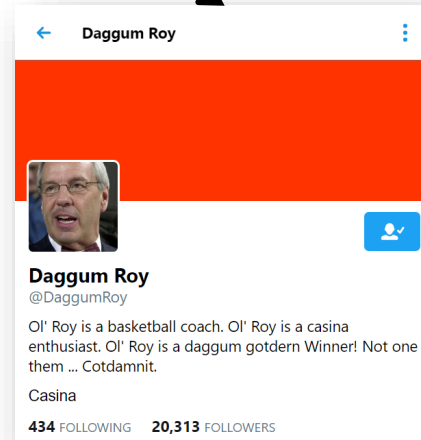 Daggum Roy
Daggum Roy
@DaggumRoy
Ol' Roy is a basketball coach. Ol' Roy is a casina
enthusiast. Ol' Roy is a daggum gotdern Winner! Not one
them ... Cotdamnit.
Casina
434 FOLLOWING 20,313 FOLLOWERS